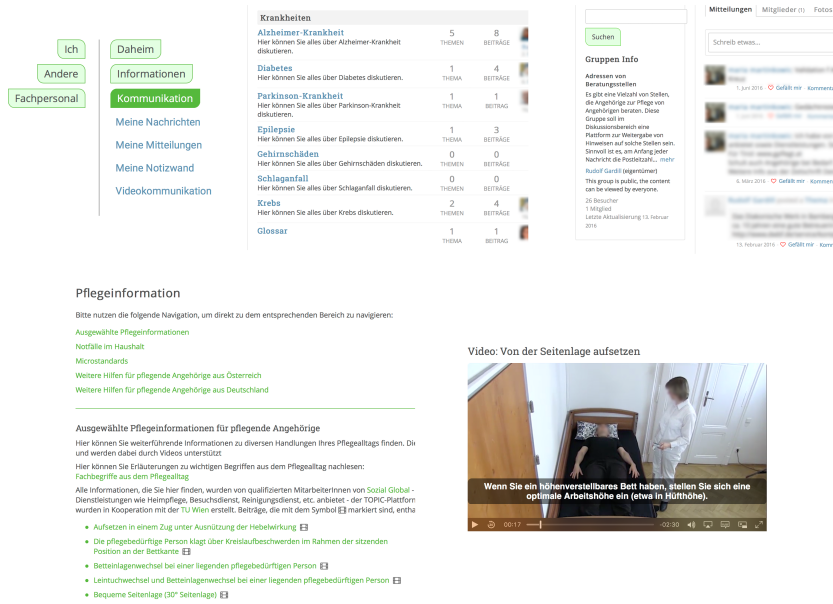 Ich
Andere
Fachpersonal
Daheim
Informationen
Kommunikation
Meine Nachrichten
Meine Mitteilungen
Meine Notizwand
Videokommunikation
Krankheiten
Alzheimer-Krankheit
Hier können Sie alles über Alzheimer-Krankheit
diskutieren.
5 8
THEMEN BEITRÄGE
Diabetes
Hier können Sie alles über Diabetes diskutieren.
1 4
THEMA BEITRÄGE
Parkinson-Krankheit
Hier können Sie alles über Parkinson-Krankheit
diskutieren.
1 1
THEMA BEITRAG
Epilepsie
Hier können Sie alles über Epilepsie diskutieren.
1 3
THEMA BEITRÄGE
Gehirnschäden
Hier können Sie alles über Gehirnschäden diskutieren.
0 0
THEMEN BEITRÄGE
Schlaganfall
Hier können Sie alles über Schlaganfall diskutieren.
0 0
THEMEN BEITRÄGE
Krebs
Hier können Sie alles über Krebs diskutieren.
2 4
THEMEN BEITRÄGE
Glossar
1 1
THEMA BEITRAG
Suchen
Gruppen Info
Adressen von
Beratungsstellen
Es gibt eine Vielzahl von Stellen,
die Angehörige zur Pflege von
Angehörigen beraten. Diese
Gruppe soll im
Diskussionsbereich eine
Plattform zur Weitergabe von
Hinweisen auf solche Stellen sein.
Sinnvoll ist es, am Anfang jeder
Nachricht die Postleitzahl... mehr
Rudolf Gardill (eigentümer)
This group is public, the content
can be viewed by everyone.
26 Besucher
1 Mitglied
Letzte Aktualisierung 13. Februar
2016
Mitteilungen Mitglieder (1) Fotos
Schreib etwas...
1. Juni 2016 Gefällt mir · Kommenta
6. März 2016 · Gefällt mir · Kommen
13. Februar 2016 · Gefällt mir · Komm
Pflegeinformation
Bitte nutzen die folgende Navigation, um direkt zu dem entsprechenden Bereich zu navigieren:
Ausgewählte Pflegeinformationen
Notfälle im Haushalt
Microstandards
Weitere Hilfen für pflegende Angehörige aus Österreich
Weitere Hilfen für pflegende Angehörige aus Deutschland
Ausgewählte Pflegeinformationen für pflegende Angehörige
Hier können Sie weiterführende Informationen zu diversen Handlungen Ihres Pflegealltags finden. Die
und werden dabei durch Videos unterstützt
Hier können Sie Erläuterungen zu wichtigen Begriffen aus dem Pflegealltag nachlesen:
Fachbegriffe aus dem Pflegealltag
Alle Informationen, die Sie hier finden, wurden von qualifizierten MitarbeiterInnen von Sozial Global -
Dienstleistungen wie Heimpflege, Besuchsdienst, Reinigungsdienst, etc. anbietet - der TOPIC-Plattforn
wurden in Kooperation mit der TU Wien erstellt. Beiträge, die mit dem Symbol markiert sind, entha
Aufsetzen in einem Zug unter Ausnützung der Hebelwirkung
Die pflegebedürftige Person klagt über Kreislaufbeschwerden im Rahmen der sitzenden
Position an der Bettkante
Betteinlagenwechsel bei einer liegenden pflegebedürftigen Person
Leintuchwechsel und Betteinlagenwechsel bei einer liegenden pflegebedürftigen Person
Bequeme Seitenlage (30° Seitenlage)
Video: Von der Seitenlage aufsetzen
Wenn Sie ein höhenverstellbares Bett haben, stellen Sie sich eine
optimale Arbeitshöhe ein (etwa in Hüfthöhe).
00:17 -02:30